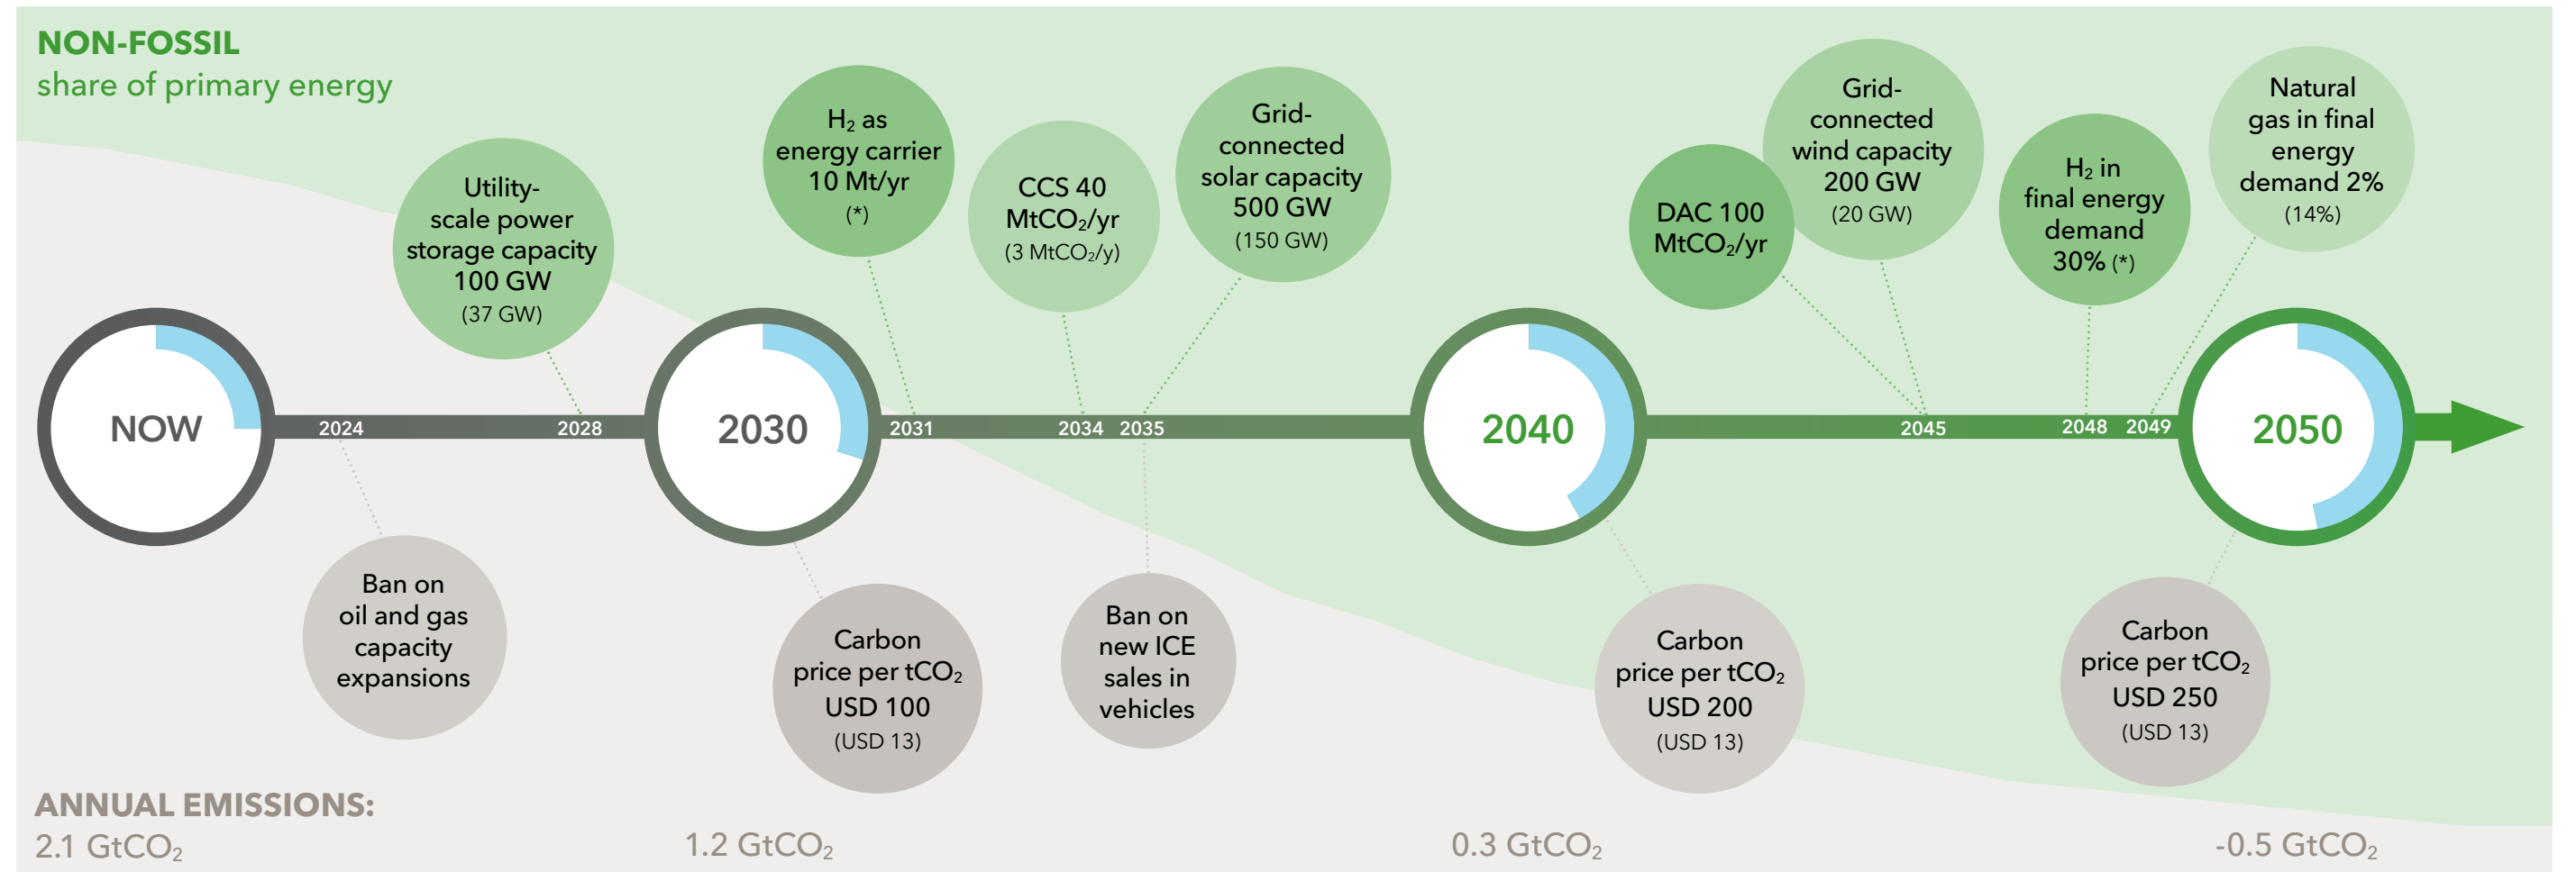 NON-FOSSIL
share of primary energy
Utility-
scale power
storage capacity
100 GW
(37 GW)
H₂ as
energy carrier
10 Mt/yr
(*)
CCS 40
MtCO₂/yr
(3 MtCO₂/y)
Grid-
connected
solar capacity
500 GW
(150 GW)
DAC 100
MtCO₂/yr
Grid-
connected
wind capacity
200 GW
(20 GW)
H₂ in
final energy
demand
30% (*)
Natural
gas in final
energy
demand 2%
(14%)
NOW
2024
2028
2030
2031
2034
2035
2040
2045
2048
2049
2050
Ban on
oil and gas
capacity
expansions
Carbon
price per tCO₂
USD 100
(USD 13)
Ban on
new ICE
sales in
vehicles
Carbon
price per tCO₂
USD 200
(USD 13)
Carbon
price per tCO₂
USD 250
(USD 13)
ANNUAL EMISSIONS:
2.1 GtCO₂
1.2 GtCO₂
0.3 GtCO₂
-0.5 GtCO₂